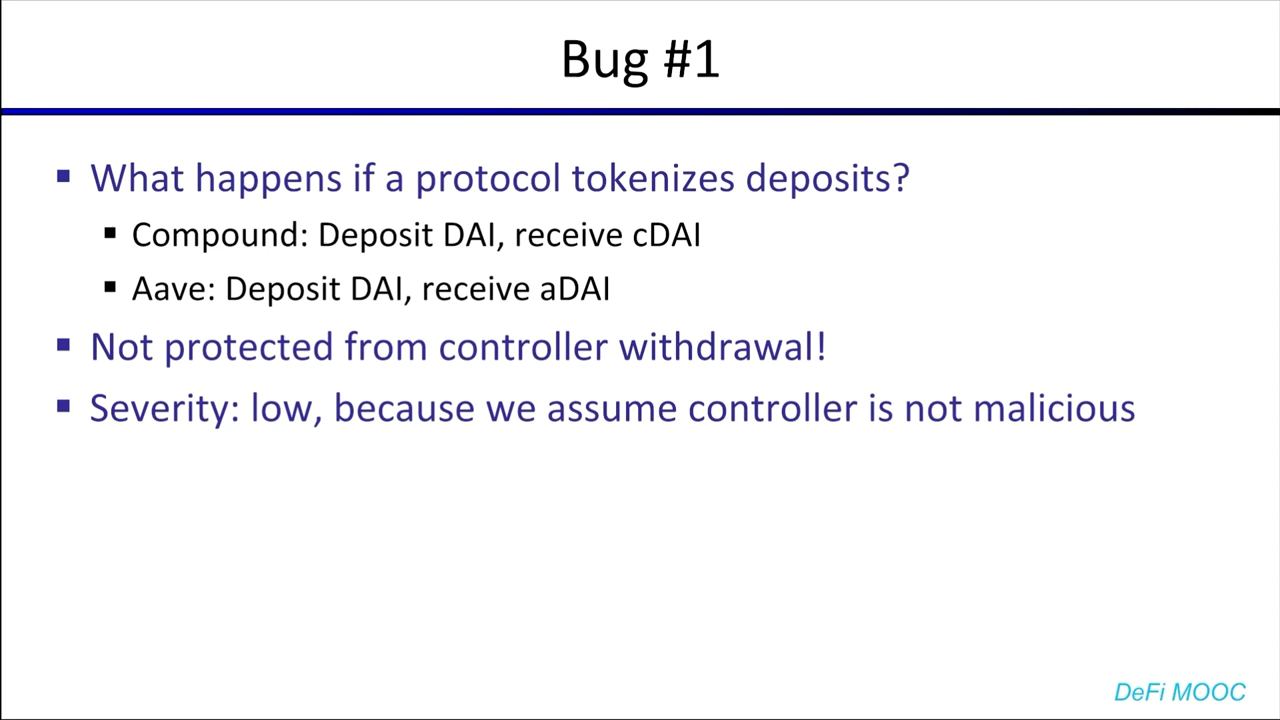 Bug #1
▪ What happens if a protocol tokenizes deposits?
▪ Compound: Deposit DAI, receive cDAI
▪ Aave: Deposit DAI, receive aDAI
▪ Not protected from controller withdrawal!
▪ Severity: low, because we assume controller is not malicious
DeFi MOOC